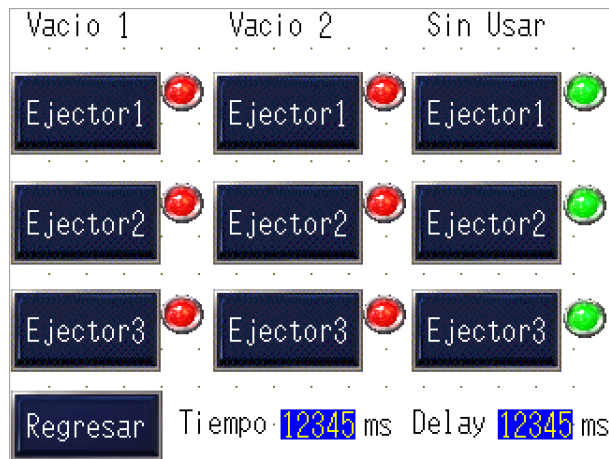 Vacio 1 Vacio 2 Sin Usar
Ejector1 Ejector1 Ejector1
Ejector2 Ejector2 Ejector2
Ejector3 Ejector3 Ejector3
Regresar Tiempo 12345 ms Delay 12345 ms